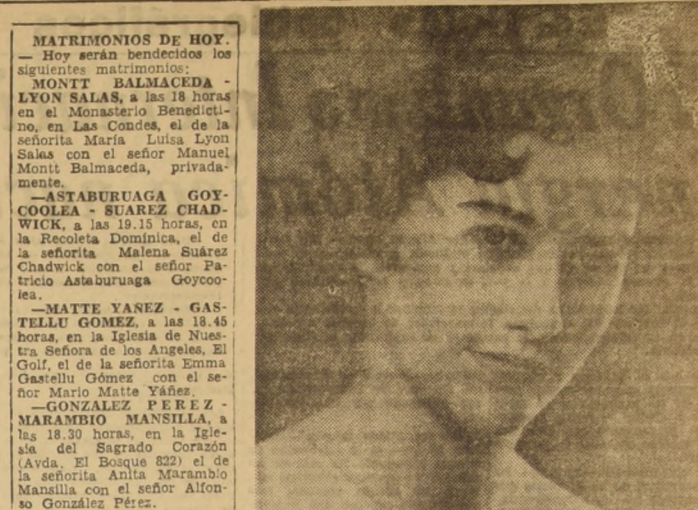 MATRIMONIOS DE HOY.
— Hoy serán bendecidos los
siguientes matrimonios:
MONTT BALMACEDA -
LYON SALAS, a las 18 horas
en el Monasterio Benedicti-
no, en Las Condes, el de la
señorita María Luisa Lyon
Salas con el señor Manuel
Montt Balmaceda, privada-
mente.
—ASTABURUAGA GOY-
COOLEA - SUAREZ CHAD-
WICK, a las 19.15 horas, en
la Recoleta Domínica, el de
la señorita Malena Suárez
Chadwick con el señor Pa-
tricio Astaburuaga Goycoo-
lea.
—MATTE YAÑEZ - GAS-
TELLU GOMEZ, a las 18.45
horas, en la Iglesia de Nues-
tra Señora de los Angeles, El
Golf, el de la señorita Emma
Gastellu Gómez con el se-
ñor Mario Matte Yáñez.
—GONZALEZ PEREZ -
MARAMBIO MANSILLA, a
las 18.30 horas, en la Igle-
sia del Sagrado Corazón
(Avda. El Bosque 822) el de
la señorita Anita Marambio
Mansilla con el señor Alfon-
so González Pérez.